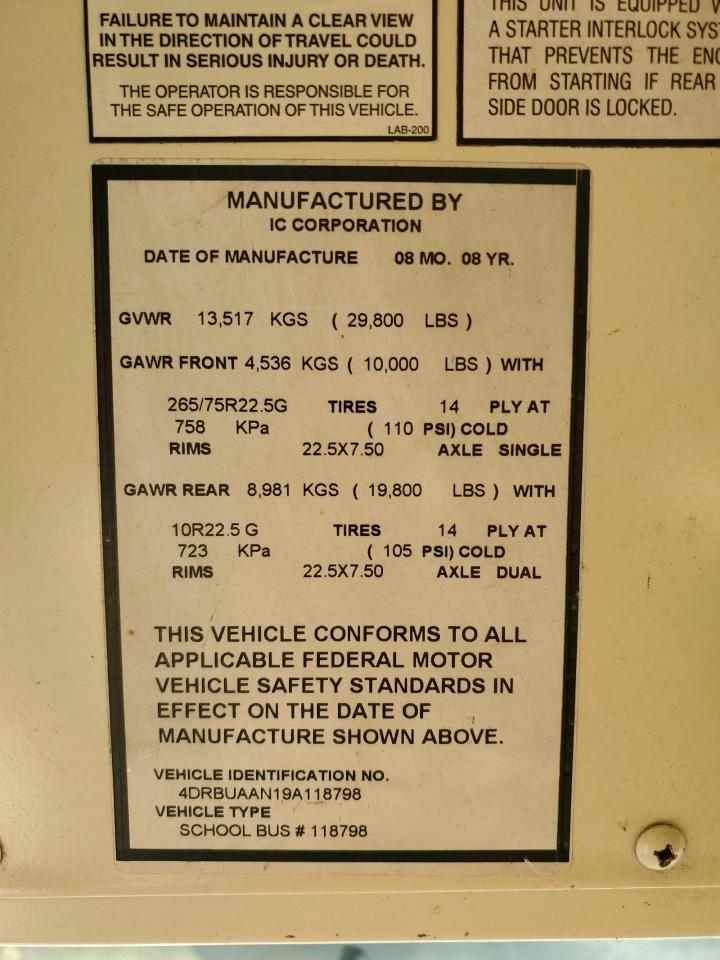 FAILURE TO MAINTAIN A CLEAR VIEW
IN THE DIRECTION OF TRAVEL COULD
RESULT IN SERIOUS INJURY OR DEATH.
THE OPERATOR IS RESPONSIBLE FOR
THE SAFE OPERATION OF THIS VEHICLE.
LAB-200
THIS UNIT IS EQUIPPED
A STARTER INTERLOCK
THAT PREVENTS THE
FROM STARTING IF REAR
SIDE DOOR IS LOCKED.
MANUFACTURED BY
IC CORPORATION
DATE OF MANUFACTURE 08 MO. 08 YR.
GVWR 13,517 KGS ( 29,800 LBS )
GAWR FRONT 4,536 KGS ( 10,000 LBS ) WITH
265/75R22.5G TIRES 14 PLY AT
758 KPa ( 110 PSI) COLD
RIMS 22.5X7.50 AXLE SINGLE
GAWR REAR 8,981 KGS ( 19,800 LBS ) WITH
10R22.5 G TIRES 14 PLY AT
723 KPa ( 105 PSI) COLD
RIMS 22.5X7.50 AXLE DUAL
THIS VEHICLE CONFORMS TO ALL
APPLICABLE FEDERAL MOTOR
VEHICLE SAFETY STANDARDS IN
EFFECT ON THE DATE OF
MANUFACTURE SHOWN ABOVE.
VEHICLE IDENTIFICATION NO.
4DRBUAAN19A118798
VEHICLE TYPE
SCHOOL BUS # 118798